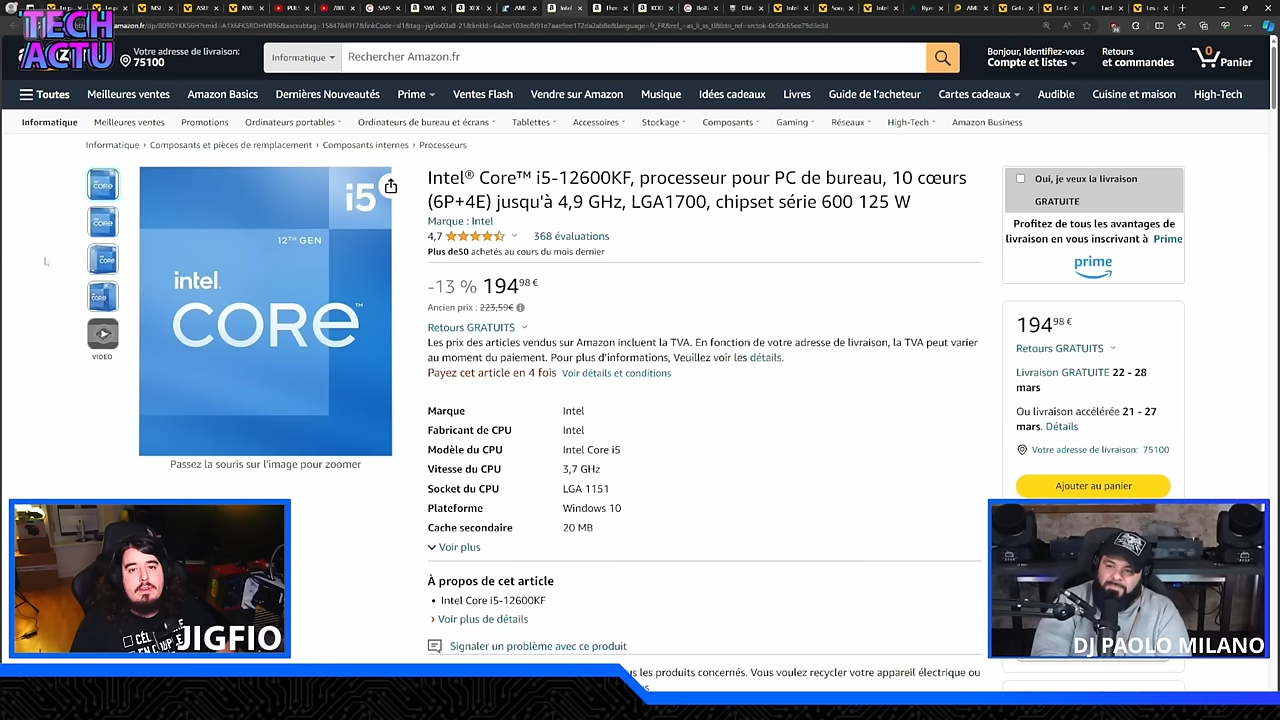 TECH
ACTU
Votre adresse de livraison:
75100
Informatique
Rechercher Amazon.fr
Bonjour, Identifiez-vous
Compte et listes
Retours
et commandes
0
Panier
Toutes
Meilleures ventes
Amazon Basics
Dernières Nouveautés
Prime
Ventes Flash
Vendre sur Amazon
Musique
Idées cadeaux
Livres
Guide de l'acheteur
Cartes cadeaux
Audible
Cuisine et maison
High-Tech
Informatique
Meilleures ventes
Promotions
Ordinateurs portables
Ordinateurs de bureau et écrans
Tablettes
Accessoires
Stockage
Composants
Gaming
Réseaux
High-Tech
Amazon Business
Informatique › Composants et pièces de remplacement › Composants internes › Processeurs
i5
12TH GEN
intel.
CORE™
VIDÉO
Passez la souris sur l'image pour zoomer
Intel® Core™ i5-12600KF, processeur pour PC de bureau, 10 cœurs
(6P+4E) jusqu'à 4,9 GHz, LGA1700, chipset série 600 125 W
Marque : Intel
4,7
368 évaluations
Plus de50 achetés au cours du mois dernier
-13 % 194,98 €
Ancien prix : 223,59€
Retours GRATUITS
Les prix des articles vendus sur Amazon incluent la TVA. En fonction de votre adresse de livraison, la TVA peut varier
au moment du paiement. Pour plus d'informations, Veuillez voir les détails.
Payez cet article en 4 fois Voir détails et conditions
Marque Intel
Fabricant de CPU Intel
Modèle du CPU Intel Core i5
Vitesse du CPU 3,7 GHz
Socket du CPU LGA 1151
Plateforme Windows 10
Cache secondaire 20 MB
Voir plus
À propos de cet article
• Intel Core i5-12600KF
› Voir plus de détails
Signaler un problème avec ce produit
us les produits concernés. Vous voulez recycler votre appareil électrique ou
Oui, je veux la livraison
GRATUITE
Profitez de tous les avantages de
livraison en vous inscrivant à Prime
prime
194,98 €
Retours GRATUITS
Livraison GRATUITE 22 - 28
mars
Ou livraison accélérée 21 - 27
mars. Détails
Votre adresse de livraison: 75100
Ajouter au panier
JIGFIO
DJ PAOLO MILANO